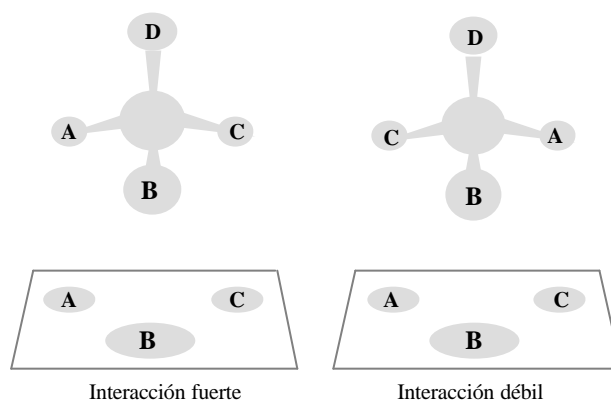 D D
A C C A
B B
A C A C
B B
Interacción fuerte Interacción débil